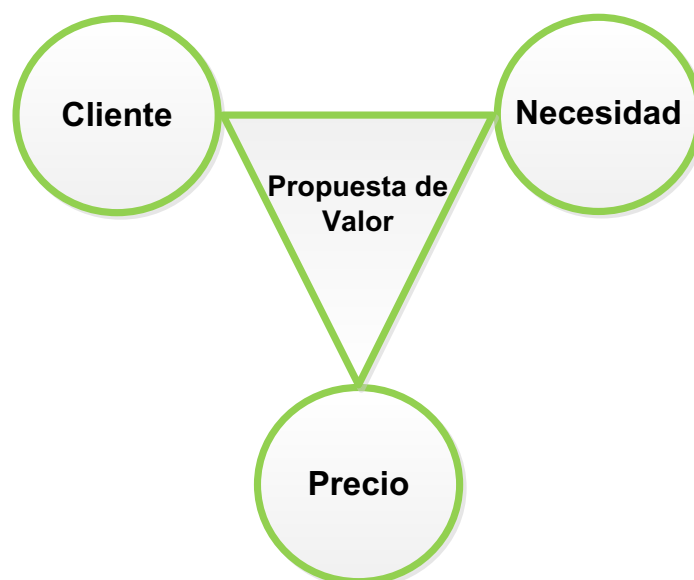 Cliente
Necesidad
Propuesta de
Valor
Precio